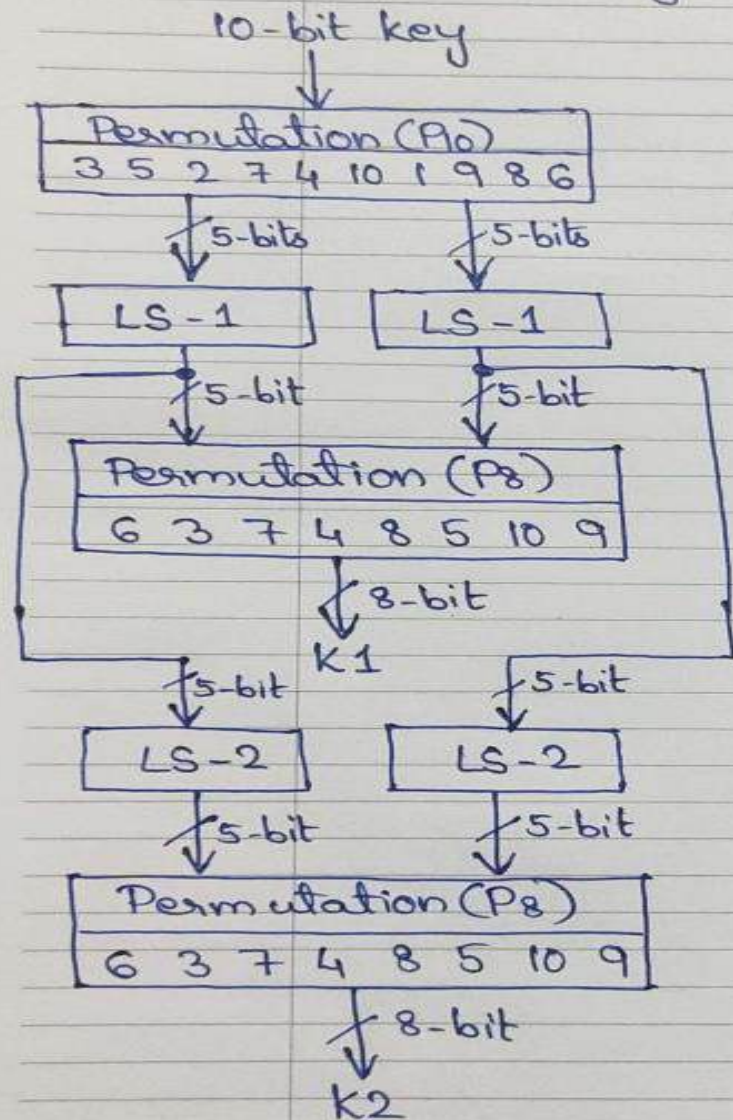 10-bit key
Permutation (P10)
3 5 2 7 4 10 1 9 8 6
5-bits 5-bits
LS-1 LS-1
5-bit 5-bit
Permutation (P8)
6 3 7 4 8 5 10 9
8-bit
K1
5-bit 5-bit
LS-2 LS-2
5-bit 5-bit
Permutation (P8)
6 3 7 4 8 5 10 9
8-bit
K2